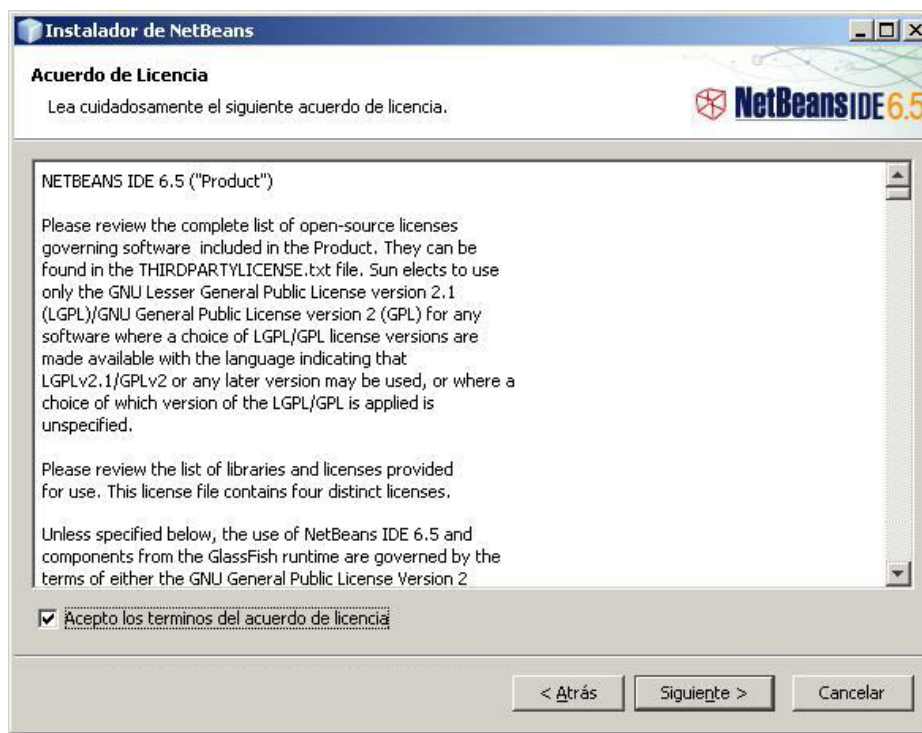 Instalador de NetBeans
Acuerdo de Licencia
Lea cuidadosamente el siguiente acuerdo de licencia.
NetBeans IDE 6.5
NETBEANS IDE 6.5 ("Product")
Please review the complete list of open-source licenses
governing software  included in the Product. They can be
found in the THIRDPARTYLICENSE.txt file. Sun elects to use
only the GNU Lesser General Public License version 2.1
(LGPL)/GNU General Public License version 2 (GPL) for any
software where a choice of LGPL/GPL license versions are
made available with the language indicating that
LGPLv2.1/GPLv2 or any later version may be used, or where a
choice of which version of the LGPL/GPL is applied is
unspecified.
Please review the list of libraries and licenses provided
for use. This license file contains four distinct licenses.
Unless specified below, the use of NetBeans IDE 6.5 and
components from the GlassFish runtime are governed by the
terms of either the GNU General Public License Version 2
Acepto los terminos del acuerdo de licencia
< Atrás
Siguiente >
Cancelar